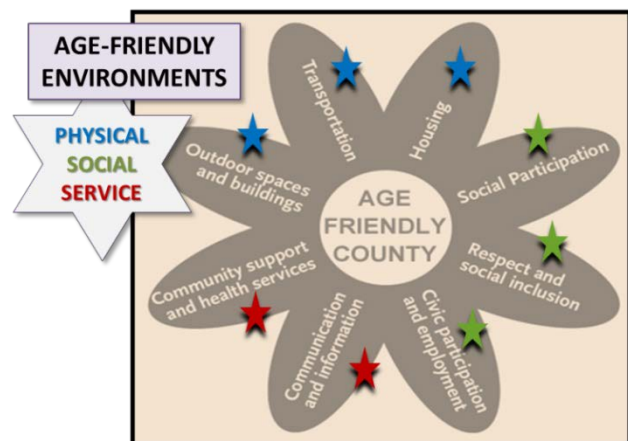 AGE-FRIENDLY
ENVIRONMENTS
PHYSICAL
SOCIAL
SERVICE
Transportation
Housing
Outdoor spaces
and buildings
Social Participation
AGE
FRIENDLY
COUNTY
Community support
and health services
Respect and
social inclusion
Communication
and information
Civic participation
and employment